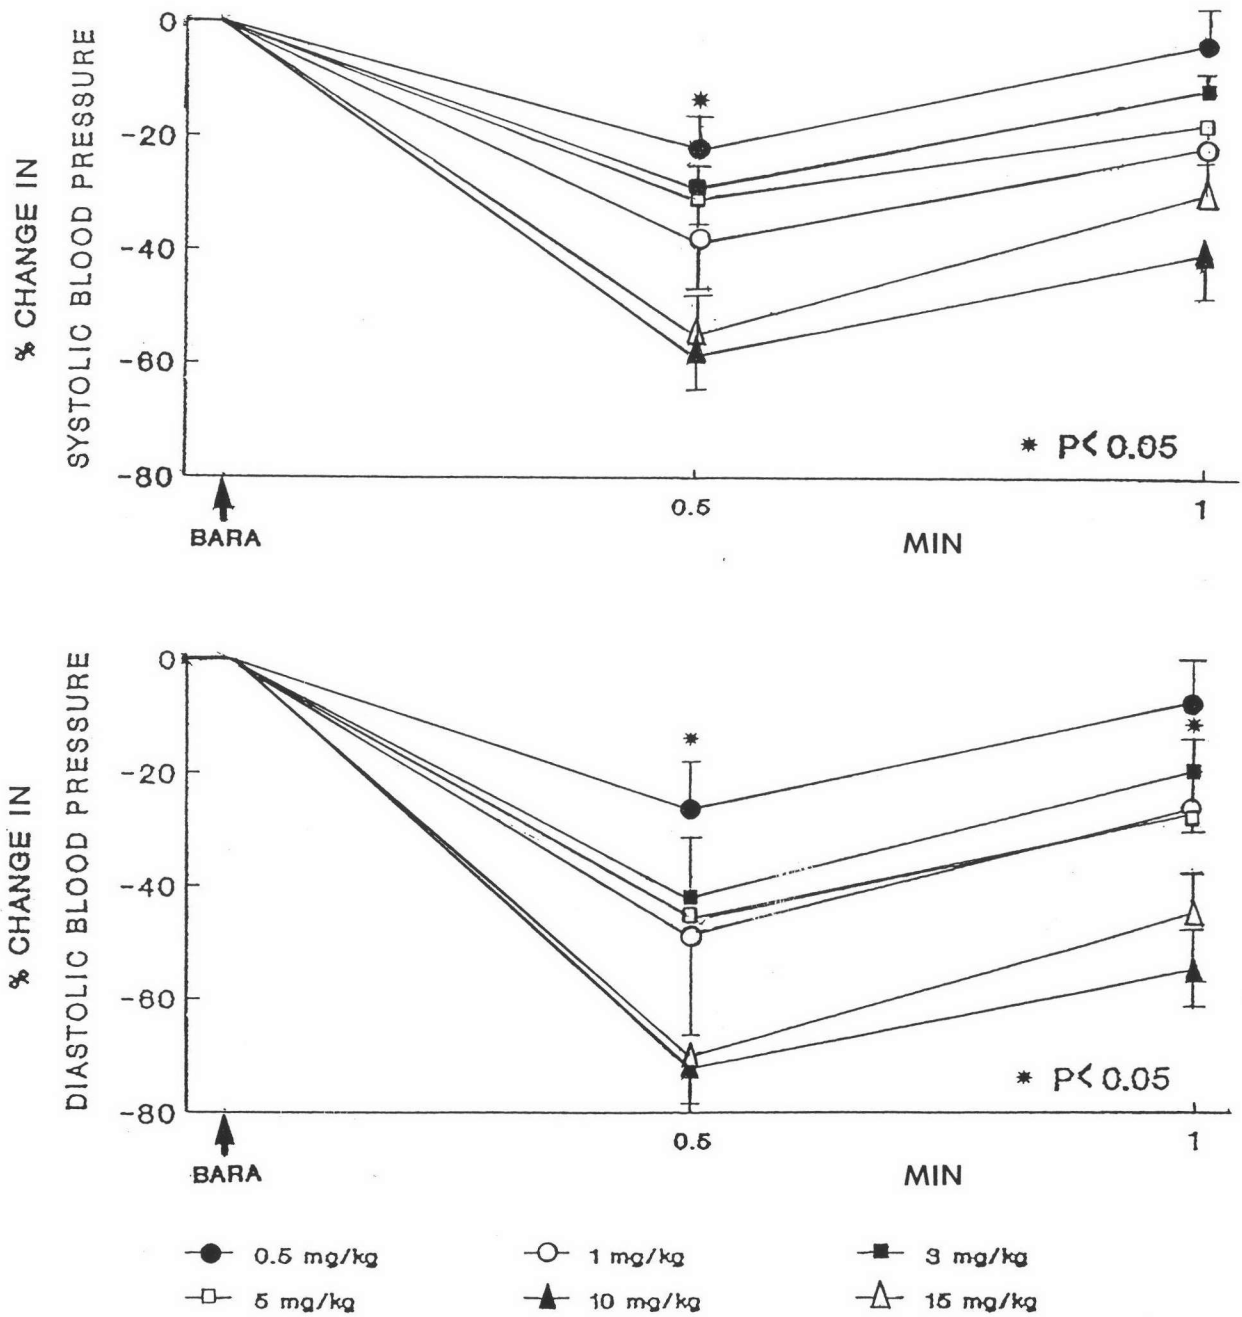 % CHANGE IN
SYSTOLIC BLOOD PRESSURE
0
-20
-40
-60
-80
*
* P< 0.05
0.5
1
BARA
MIN
% CHANGE IN
DIASTOLIC BLOOD PRESSURE
0
-20
-40
-60
-80
*
*
* P< 0.05
0.5
1
BARA
MIN
0.5 mg/kg
1 mg/kg
3 mg/kg
5 mg/kg
10 mg/kg
15 mg/kg